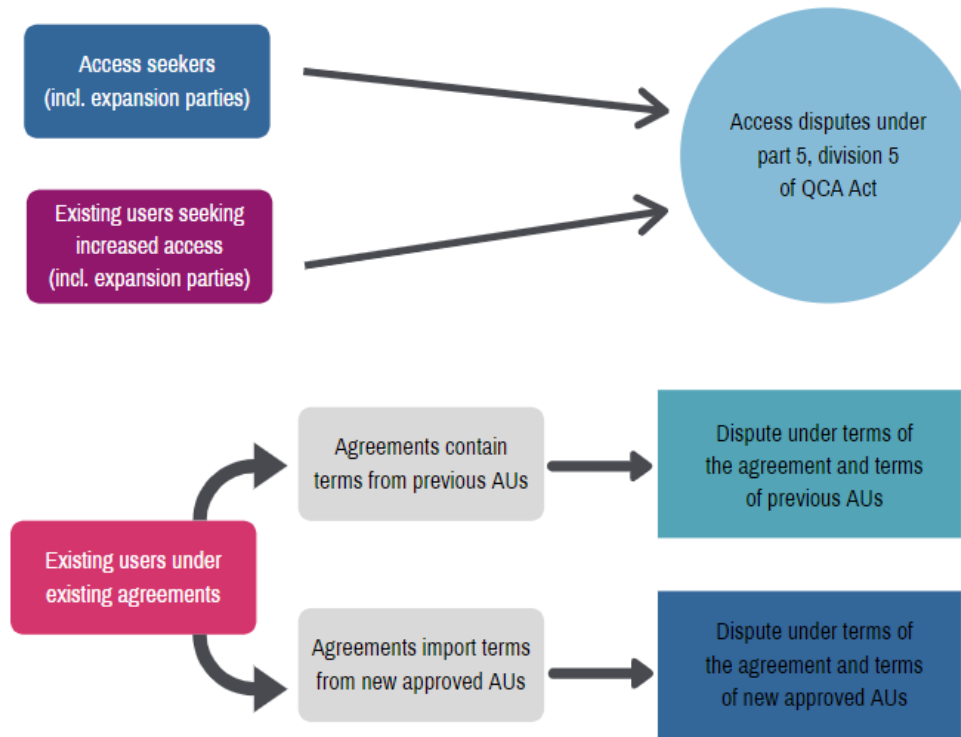 Access seekers
(incl. expansion parties)
Access disputes under
part 5, division 5
of QCA Act
Existing users seeking
increased access
(incl. expansion parties)
Agreements contain
terms from previous AUs
Dispute under terms of
the agreement and terms
of previous AUs
Existing users under
existing agreements
Agreements import terms
from new approved AUs
Dispute under terms of
the agreement and terms
of new approved AUs